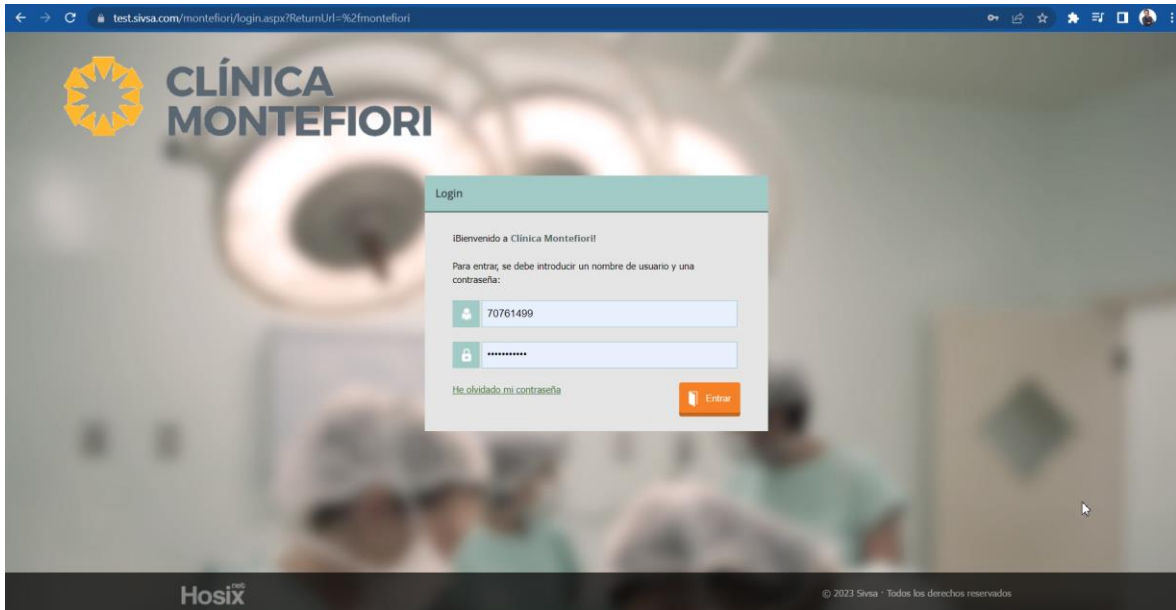 test.sivsa.com/montefiori/login.aspx?ReturnUrl=%2fmontefiori
CLÍNICA
MONTEFIORI
Login
¡Bienvenido a Clínica Montefiori!
Para entrar, se debe introducir un nombre de usuario y una
contraseña:
70761499
•••••••••••
He olvidado mi contraseña
Entrar
Hosix.net
© 2023 Sivsa · Todos los derechos reservados